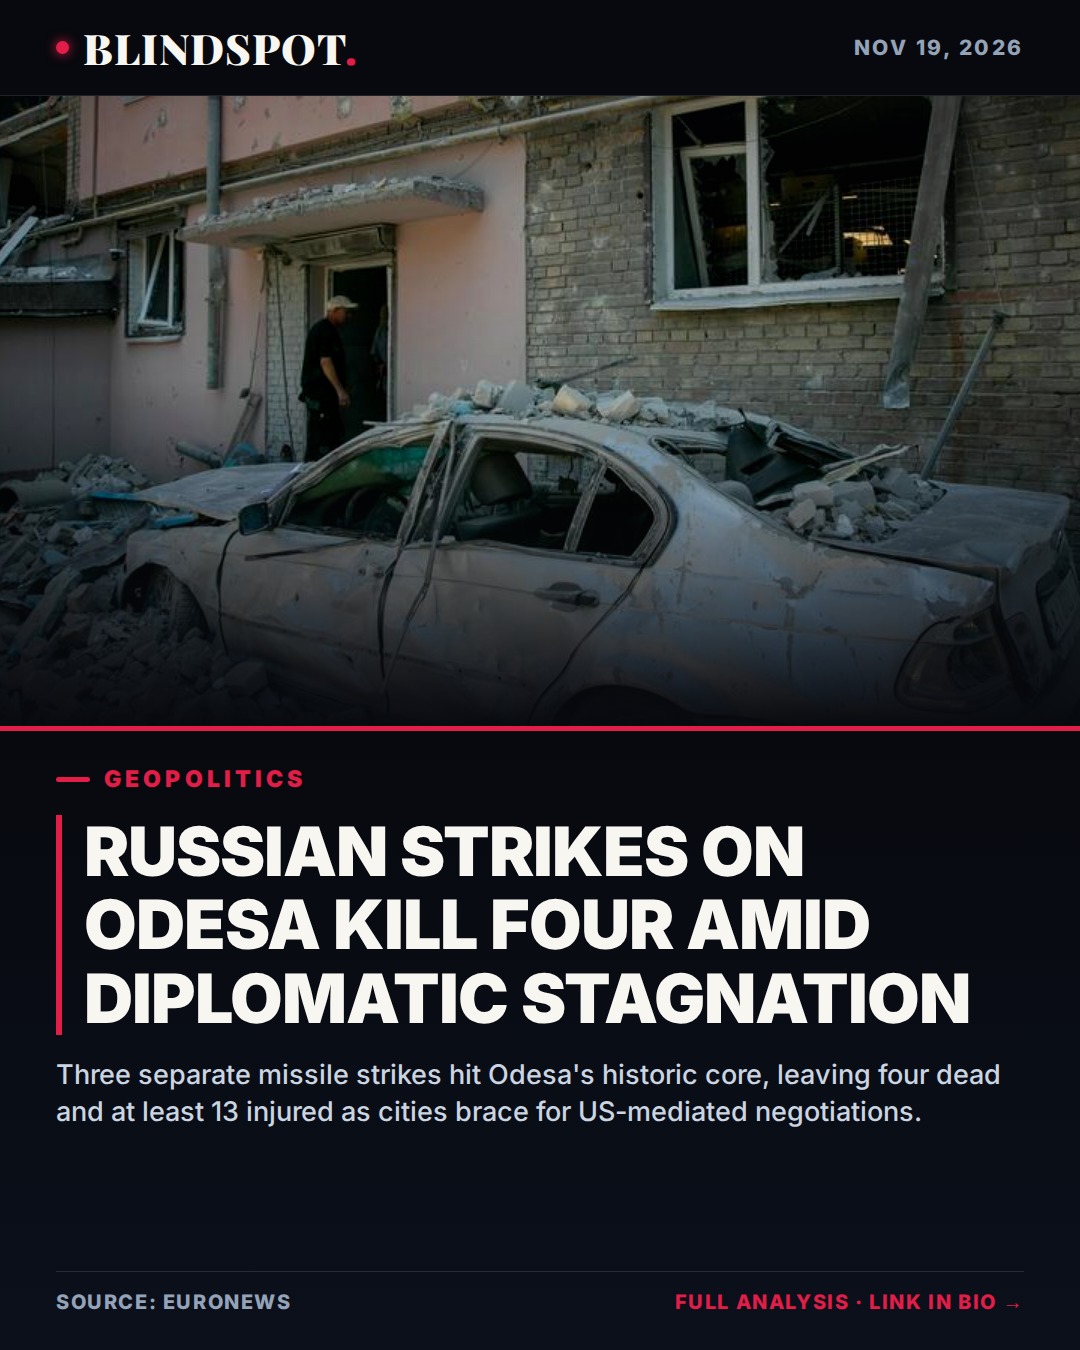 BLINDSPOT.
NOV 19, 2026
GEOPOLITICS
RUSSIAN STRIKES ON
ODESA KILL FOUR AMID
DIPLOMATIC STAGNATION
Three separate missile strikes hit Odesa's historic core, leaving four dead
and at least 13 injured as cities brace for US-mediated negotiations.
SOURCE: EURONEWS
FULL ANALYSIS · LINK IN BIO →